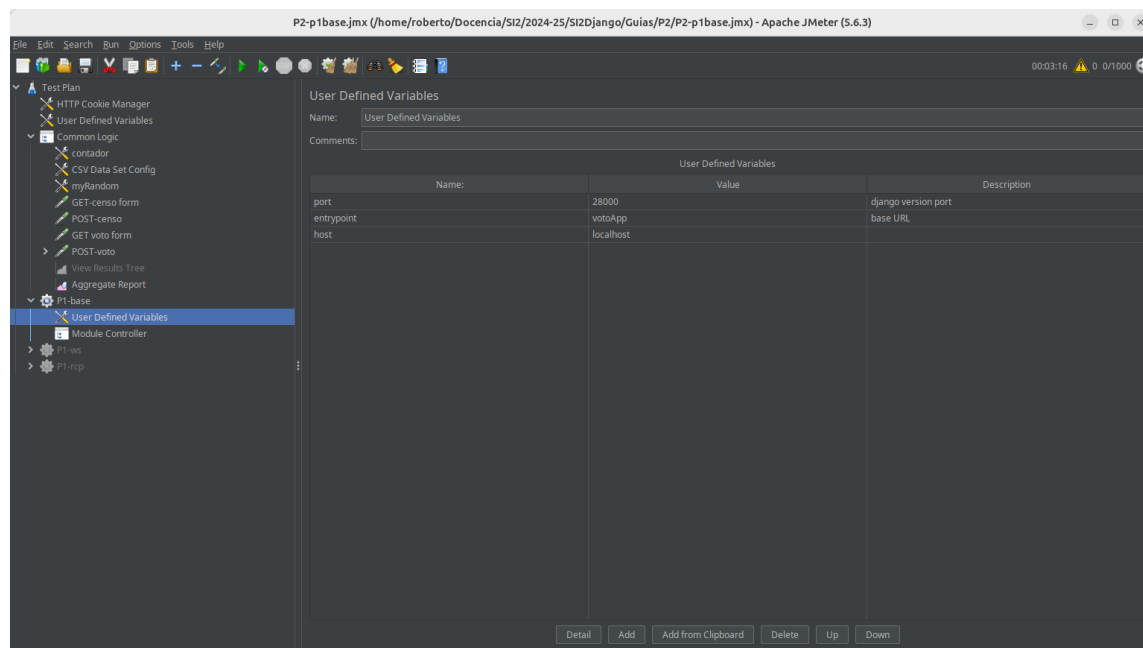 P2-p1base.jmx (/home/roberto/Docencia/SI2/2024-25/SI2Django/Guias/P2/P2-p1base.jmx) - Apache JMeter (5.6.3)
File Edit Search Run Options Tools Help
00:03:16 0 0/1000
Test Plan
HTTP Cookie Manager
User Defined Variables
Common Logic
contador
CSV Data Set Config
myRandom
GET-censo form
POST-censo
GET voto form
POST-voto
View Results Tree
Aggregate Report
P1-base
User Defined Variables
Module Controller
P1-ws
P1-rcp
User Defined Variables
Name: User Defined Variables
Comments:
User Defined Variables
Name: Value Description
port 28000 django version port
entrypoint votoApp base URL
host localhost
Detail Add Add from Clipboard Delete Up Down